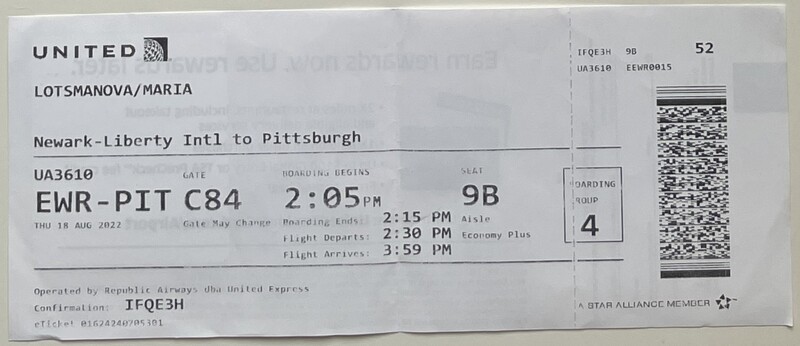 UNITED
LOTSMANOVA/MARIA
Newark-Liberty Intl to Pittsburgh
UA3610 GATE BOARDING BEGINS SEAT
EWR-PIT C84 2:05PM 9B
THU 18 AUG 2022 Gate May Change Boarding Ends: 2:15 PM Aisle
Flight Departs: 2:30 PM Economy Plus
Flight Arrives: 3:59 PM
Operated by Republic Airways dba United Express
Confirmation: IFQE3H
eTicket 01624240205301
IFQE3H 9B 52
UA3610 EEWR0015
BOARDING
GROUP
4
A STAR ALLIANCE MEMBER
Earn rewards now. Use rewards later.